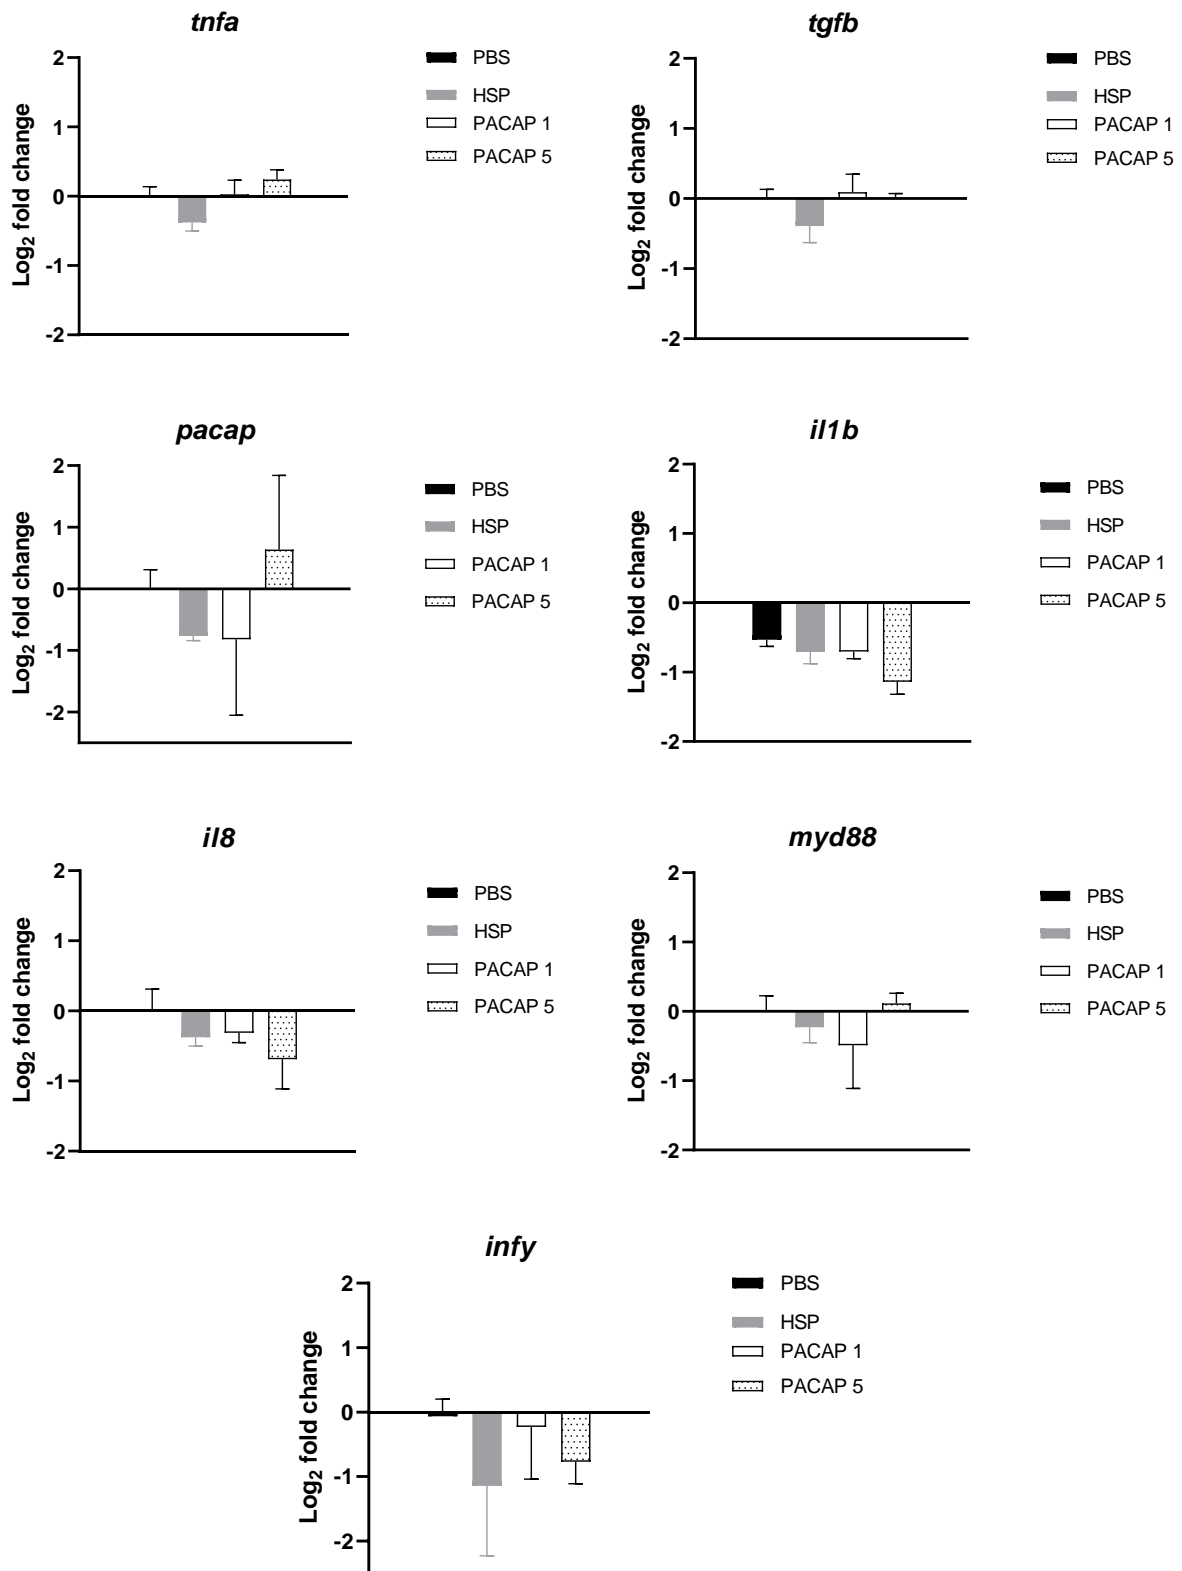 tnfa
2
1
0
-1
-2
Log2 fold change
PBS
HSP
PACAP 1
PACAP 5
tgfb
2
1
0
-1
-2
Log2 fold change
PBS
HSP
PACAP 1
PACAP 5
pacap
2
1
0
-1
-2
Log2 fold change
PBS
HSP
PACAP 1
PACAP 5
il1b
2
1
0
-1
-2
Log2 fold change
PBS
HSP
PACAP 1
PACAP 5
il8
2
1
0
-1
-2
Log2 fold change
PBS
HSP
PACAP 1
PACAP 5
myd88
2
1
0
-1
-2
Log2 fold change
PBS
HSP
PACAP 1
PACAP 5
infy
2
1
0
-1
-2
Log2 fold change
PBS
HSP
PACAP 1
PACAP 5